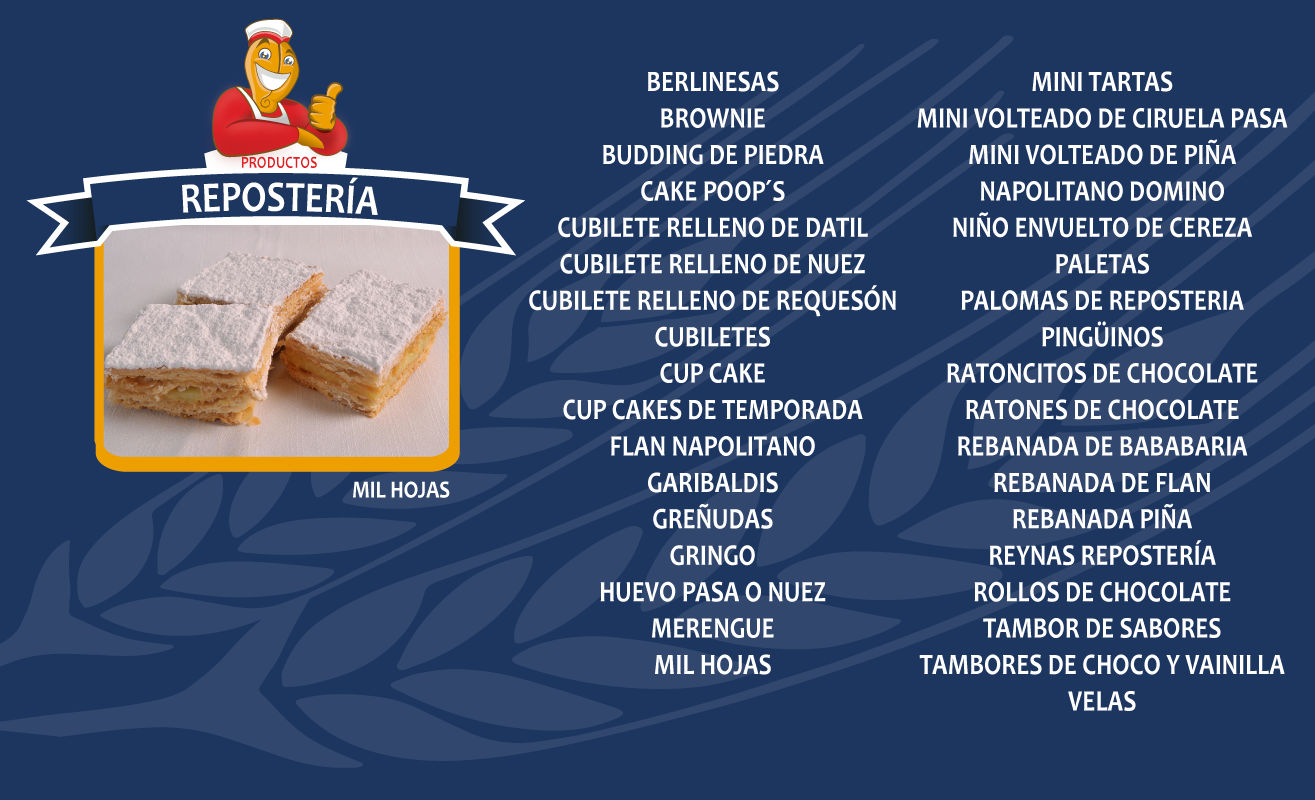 PRODUCTOS
REPOSTERÍA
MIL HOJAS
BERLINESAS
BROWNIE
BUDDING DE PIEDRA
CAKE POOP´S
CUBILETE RELLENO DE DATIL
CUBILETE RELLENO DE NUEZ
CUBILETE RELLENO DE REQUESÓN
CUBILETES
CUP CAKE
CUP CAKES DE TEMPORADA
FLAN NAPOLITANO
GARIBALDIS
GREÑUDAS
GRINGO
HUEVO PASA O NUEZ
MERENGUE
MIL HOJAS
MINI TARTAS
MINI VOLTEADO DE CIRUELA PASA
MINI VOLTEADO DE PIÑA
NAPOLITANO DOMINO
NIÑO ENVUELTO DE CEREZA
PALETAS
PALOMAS DE REPOSTERIA
PINGÜINOS
RATONCITOS DE CHOCOLATE
RATONES DE CHOCOLATE
REBANADA DE BABABARIA
REBANADA DE FLAN
REBANADA PIÑA
REYNAS REPOSTERÍA
ROLLOS DE CHOCOLATE
TAMBOR DE SABORES
TAMBORES DE CHOCO Y VAINILLA
VELAS